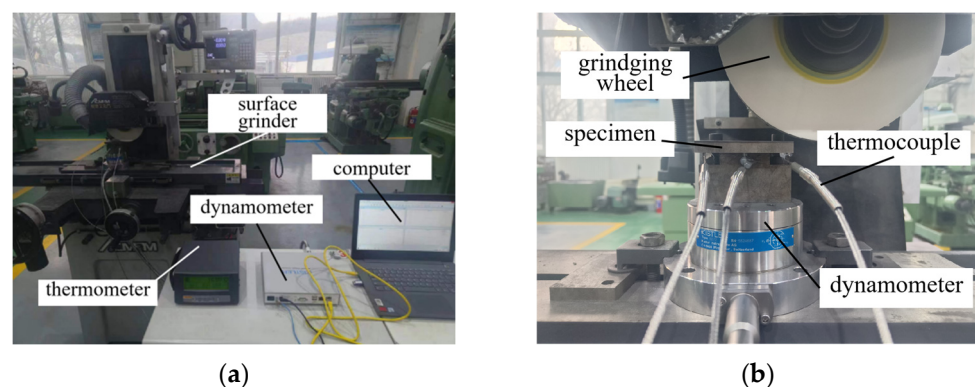 surface
grinder
computer
dynamometer
thermometer
(a)
grindging
wheel
specimen
thermocouple
dynamometer
(b)